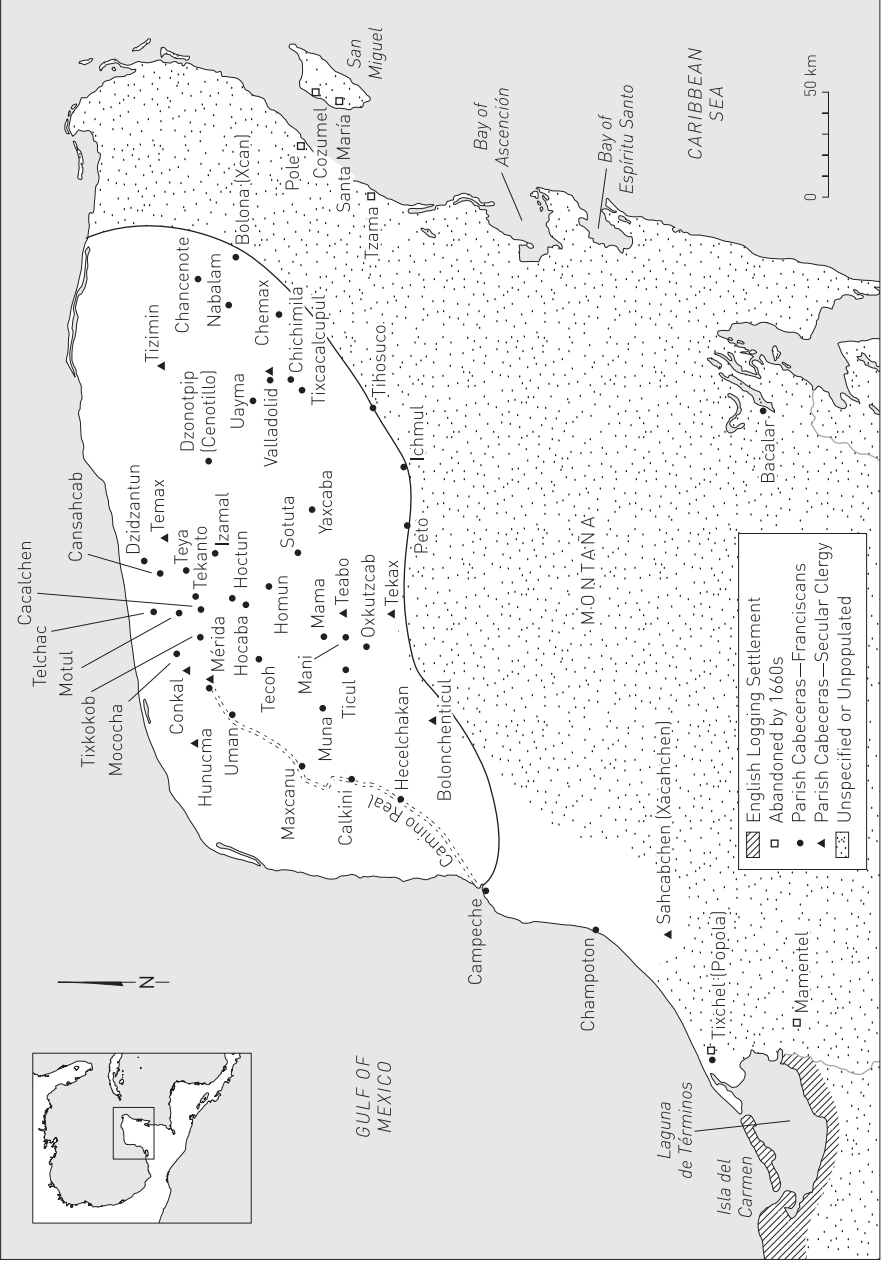 N
GULF OF
MEXICO
CARIBBEAN
SEA
Telchac
Cacalchen
Cansahcab
Motul
Tixkokob
Mococha
Dzidzantun
Temax
Teya
Tekanto
Izamal
Conkal
Mérida
Hoctun
Hocaba
Hunucma
Uman
Tecoh
Homun
Sotuta
Yaxcaba
Mama
Teabo
Mani
Oxkutzcab
Ticul
Tekax
Muna
Maxcanu
Calkini
Camino Real
Hecelchakan
Bolonchenticul
Campeche
Champoton
Sahcabchen (Xacahchen)
Tixchel (Popola)
Mamentel
Laguna
de Términos
Isla del
Carmen
Tizimin
Chancenote
Nabalam
Bolona (Xcan)
Dzonotpip
(Cenotillo)
Uayma
Valladolid
Chemax
Chichimila
Tixcacalcupul
Tihosuco
Ichmul
Peto
MONTAÑA
Bacalar
Pole
Cozumel
Santa María
San
Miguel
Tzama
Bay of
Ascención
Bay of
Espíritu Santo
0
50 km
English Logging Settlement
Abandoned by 1660s
Parish Cabeceras—Franciscans
Parish Cabeceras—Secular Clergy
Unspecified or Unpopulated